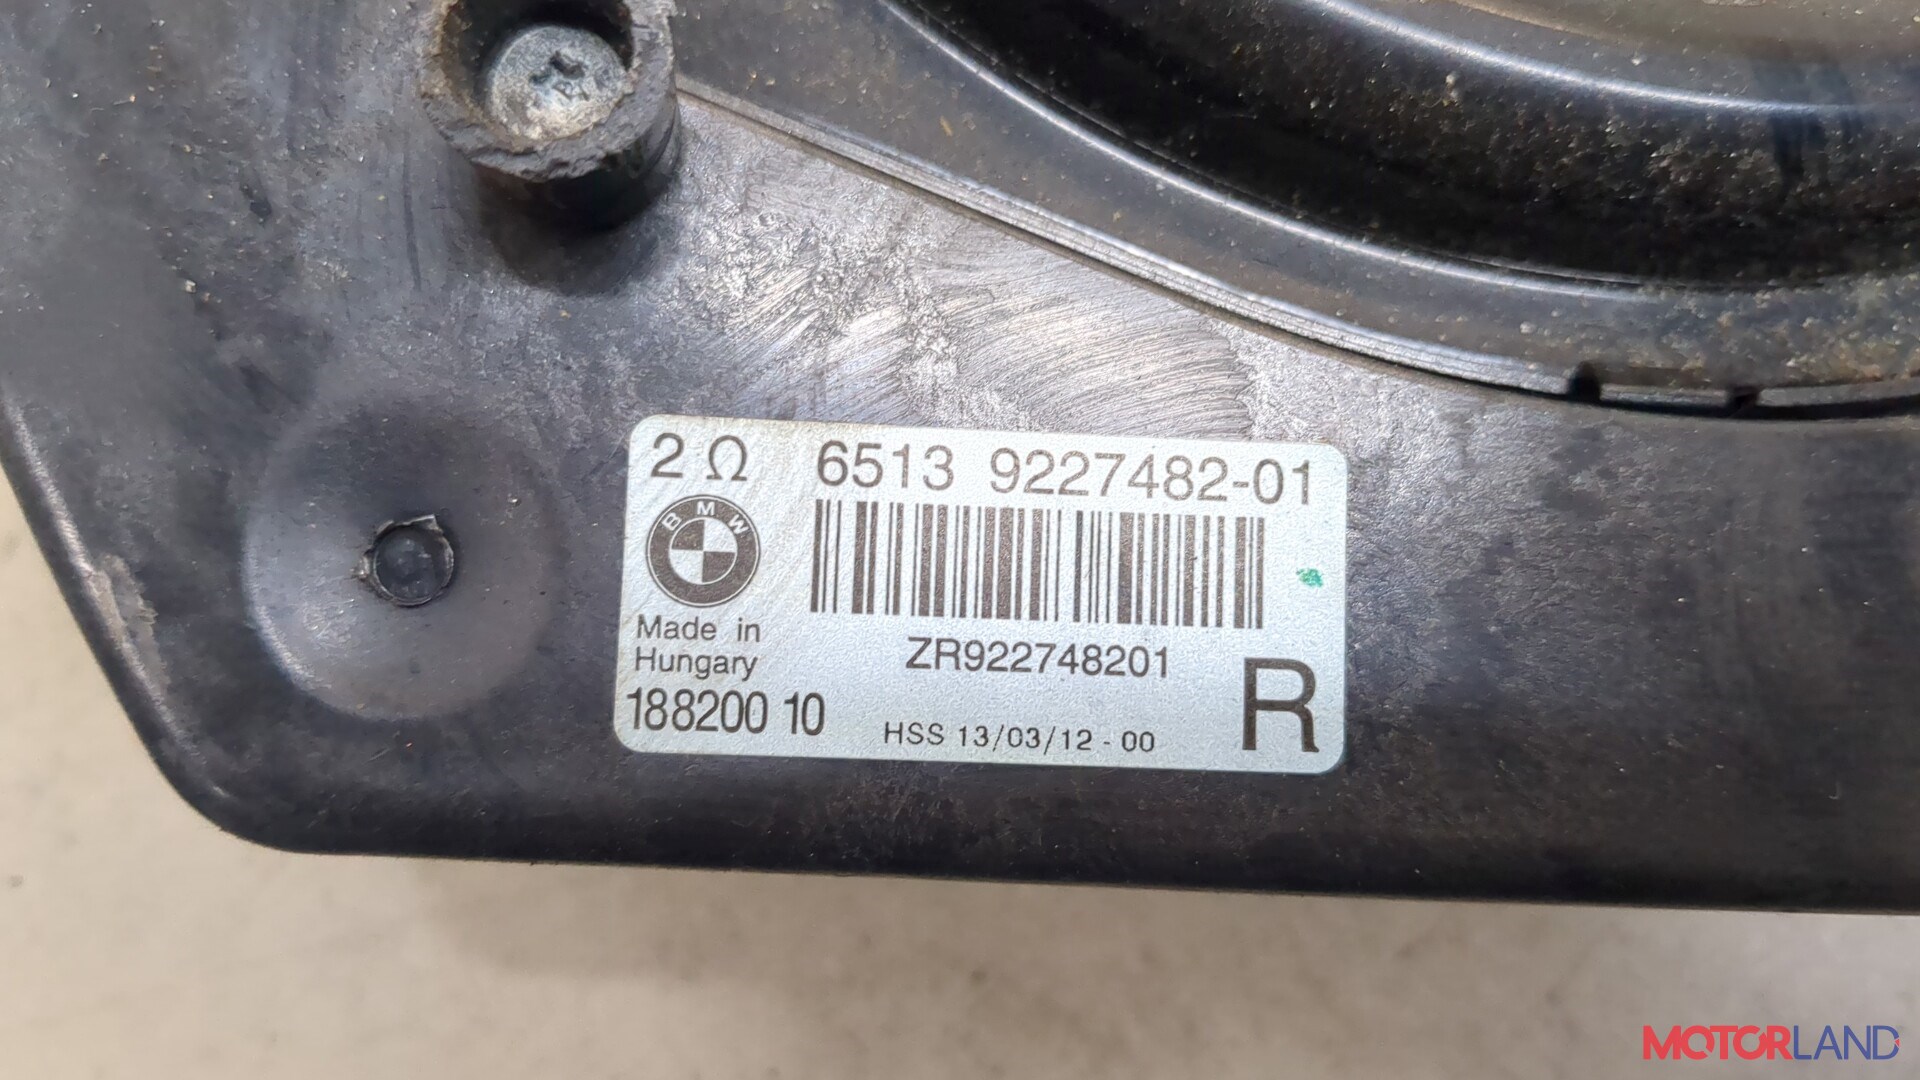 2 Ω 6513 9227482-01
BMW
Made in
Hungary
ZR922748201
188200 10
HSS 13/03/12 - 00
R
MOTORLAND